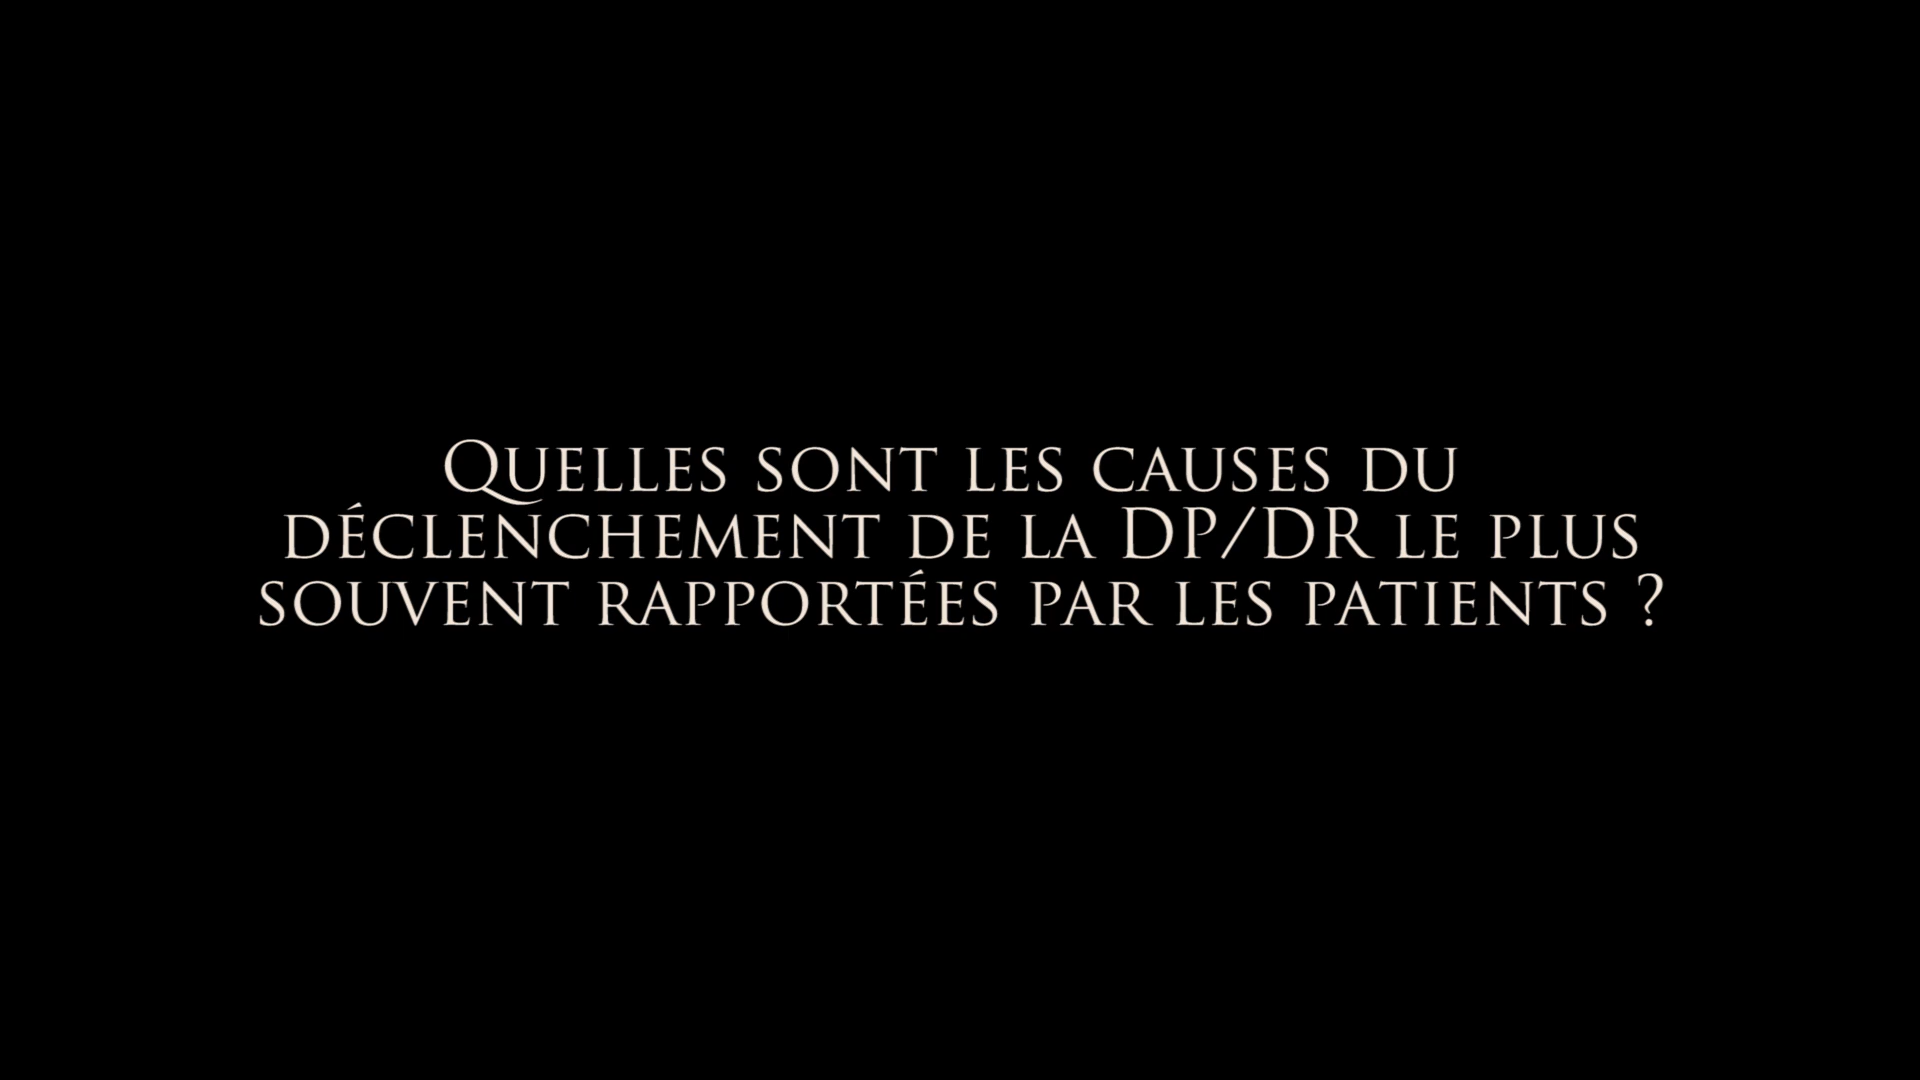 Quelles sont les causes du
déclenchement de la DP/DR le plus
souvent rapportées par les patients ?